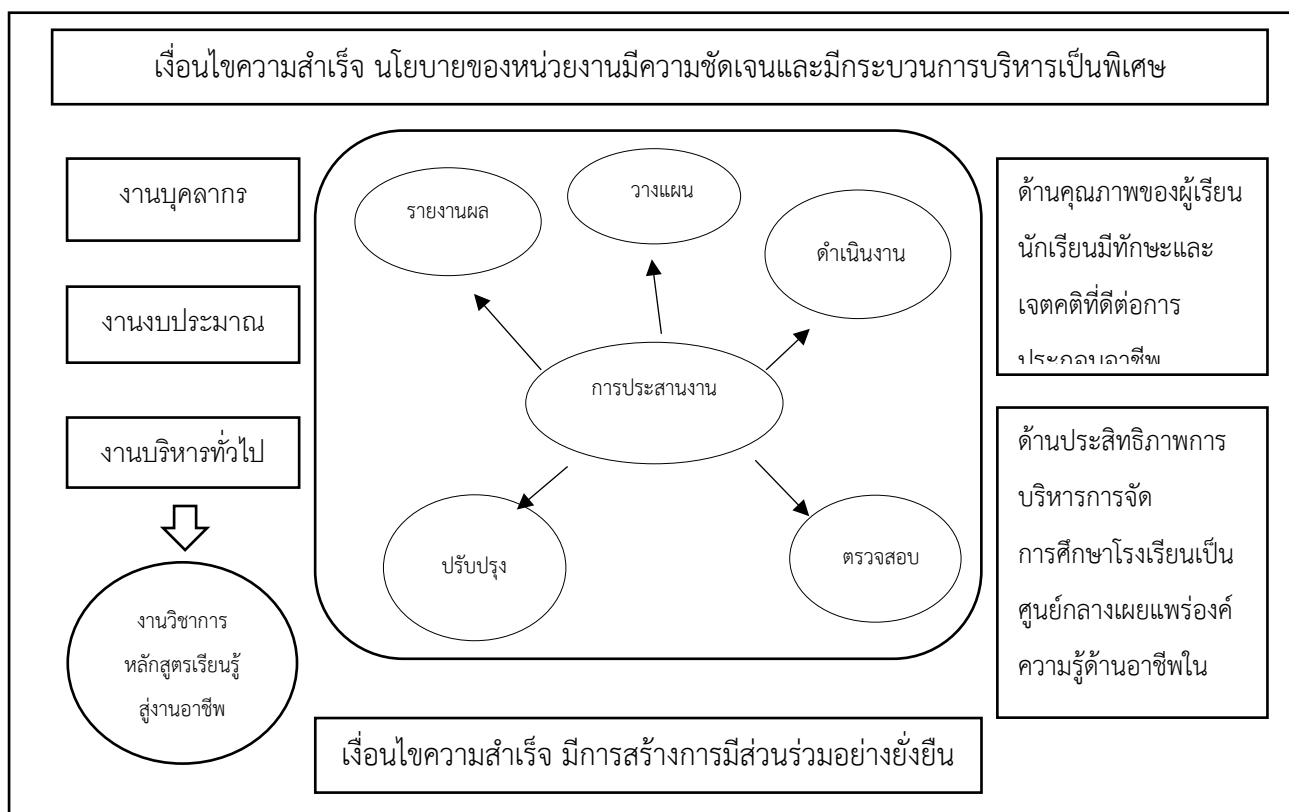 เงื่อนไขความสำเร็จ นโยบายของหน่วยงานมีความชัดเจนและมีกระบวนการบริหารเป็นพิเศษ
งานบุคลากร
งานงบประมาณ
งานบริหารทั่วไป
งานวิชาการ
หลักสูตรเรียนรู้
สู่งานอาชีพ
รายงานผล
วางแผน
ดำเนินงาน
การประสานงาน
ปรับปรุง
ตรวจสอบ
ด้านคุณภาพของผู้เรียน
นักเรียนมีทักษะและ
เจตคติที่ดีต่อการ
ประกอบอาชีพ
ด้านประสิทธิภาพการ
บริหารการจัด
การศึกษาโรงเรียนเป็น
ศูนย์กลางเผยแพร่องค์
ความรู้ด้านอาชีพใน
เงื่อนไขความสำเร็จ มีการสร้างการมีส่วนร่วมอย่างยั่งยืน